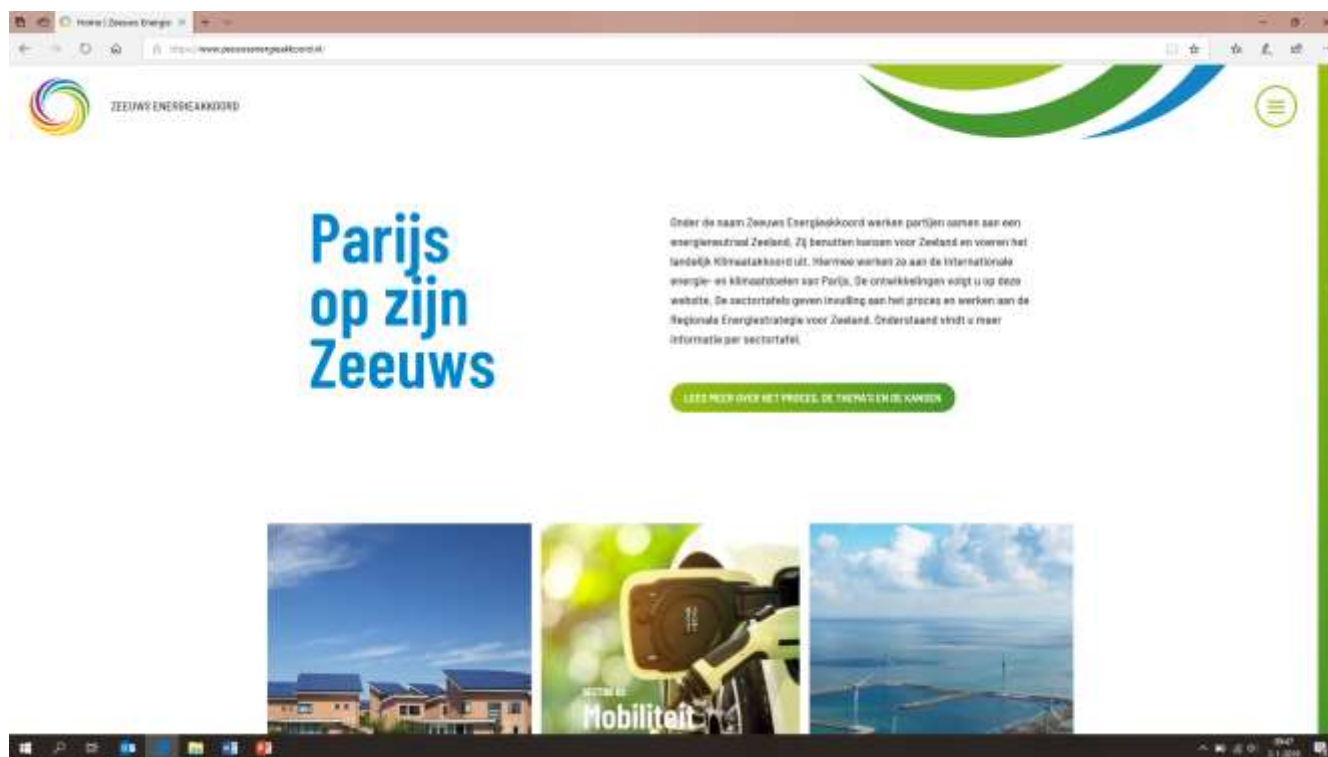 Home | Zeeuws Energie
ZEEUWS ENERGIEAKKOORD
Parijs
op zijn
Zeeuws
Onder de naam Zeeuws Energieakkoord werken partijen samen aan een
energieneutraal Zeeland. Zij benutten kansen voor Zeeland en voeren het
landelijk Klimaatakkoord uit. Hiermee werken ze aan de internationale
energie- en klimaatdoelen van Parijs. De ontwikkelingen volgt u op deze
website. De sectortafels geven invulling aan het proces en werken aan de
Regionale Energiestrategie voor Zeeland. Onderstaand vindt u meer
informatie per sectortafel.
LEES MEER OVER HET PROCES, DE THEMA'S EN DE KANSEN
Mobiliteit